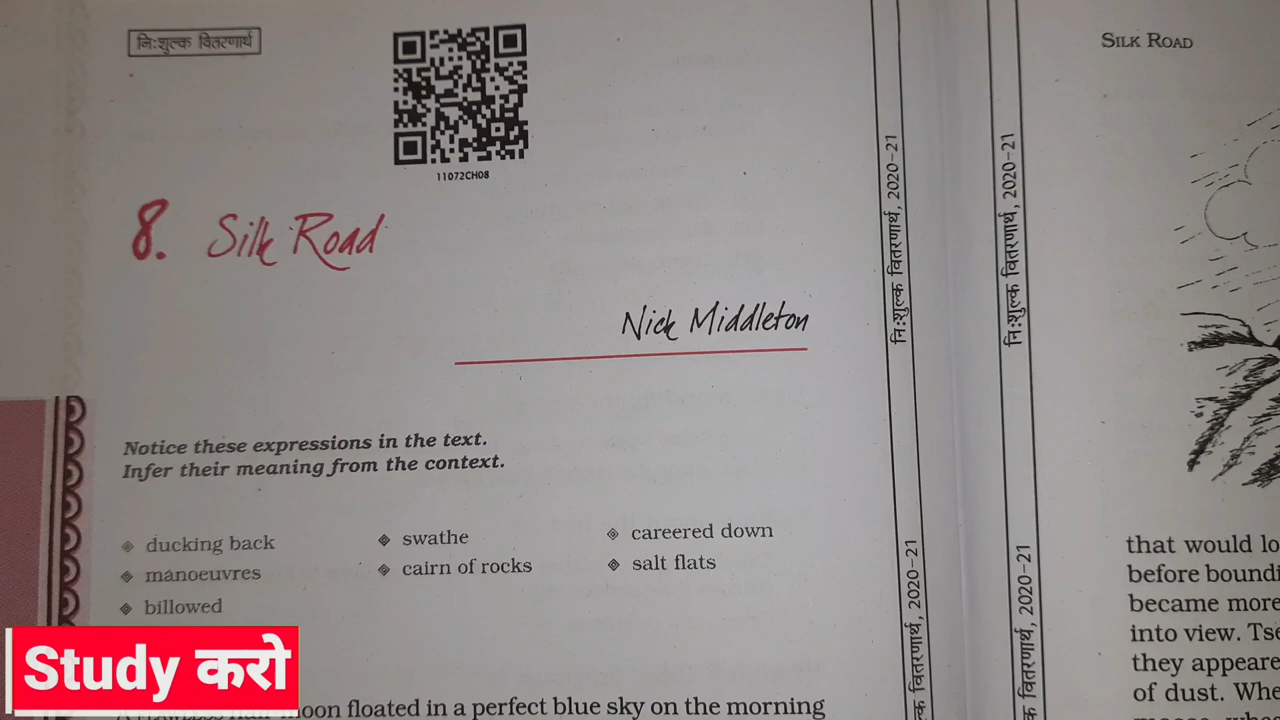 नि:शुल्क वितरणार्थ
11072CH08
8. Silk Road
Nick Middleton
Notice these expressions in the text.
Infer their meaning from the context.
ducking back
manoeuvres
billowed
swathe
cairn of rocks
careered down
salt flats
moon floated in a perfect blue sky on the morning
Study करो
नि:शुल्क वितरणार्थ, 2020-21
वितरणार्थ, 2020-21
नि:शुल्क वितरणार्थ, 2020-21
वितरणार्थ, 2020-21
SILK ROAD
that would lo
before boundi
became more
into view. Tse
they appeare
of dust. Whe